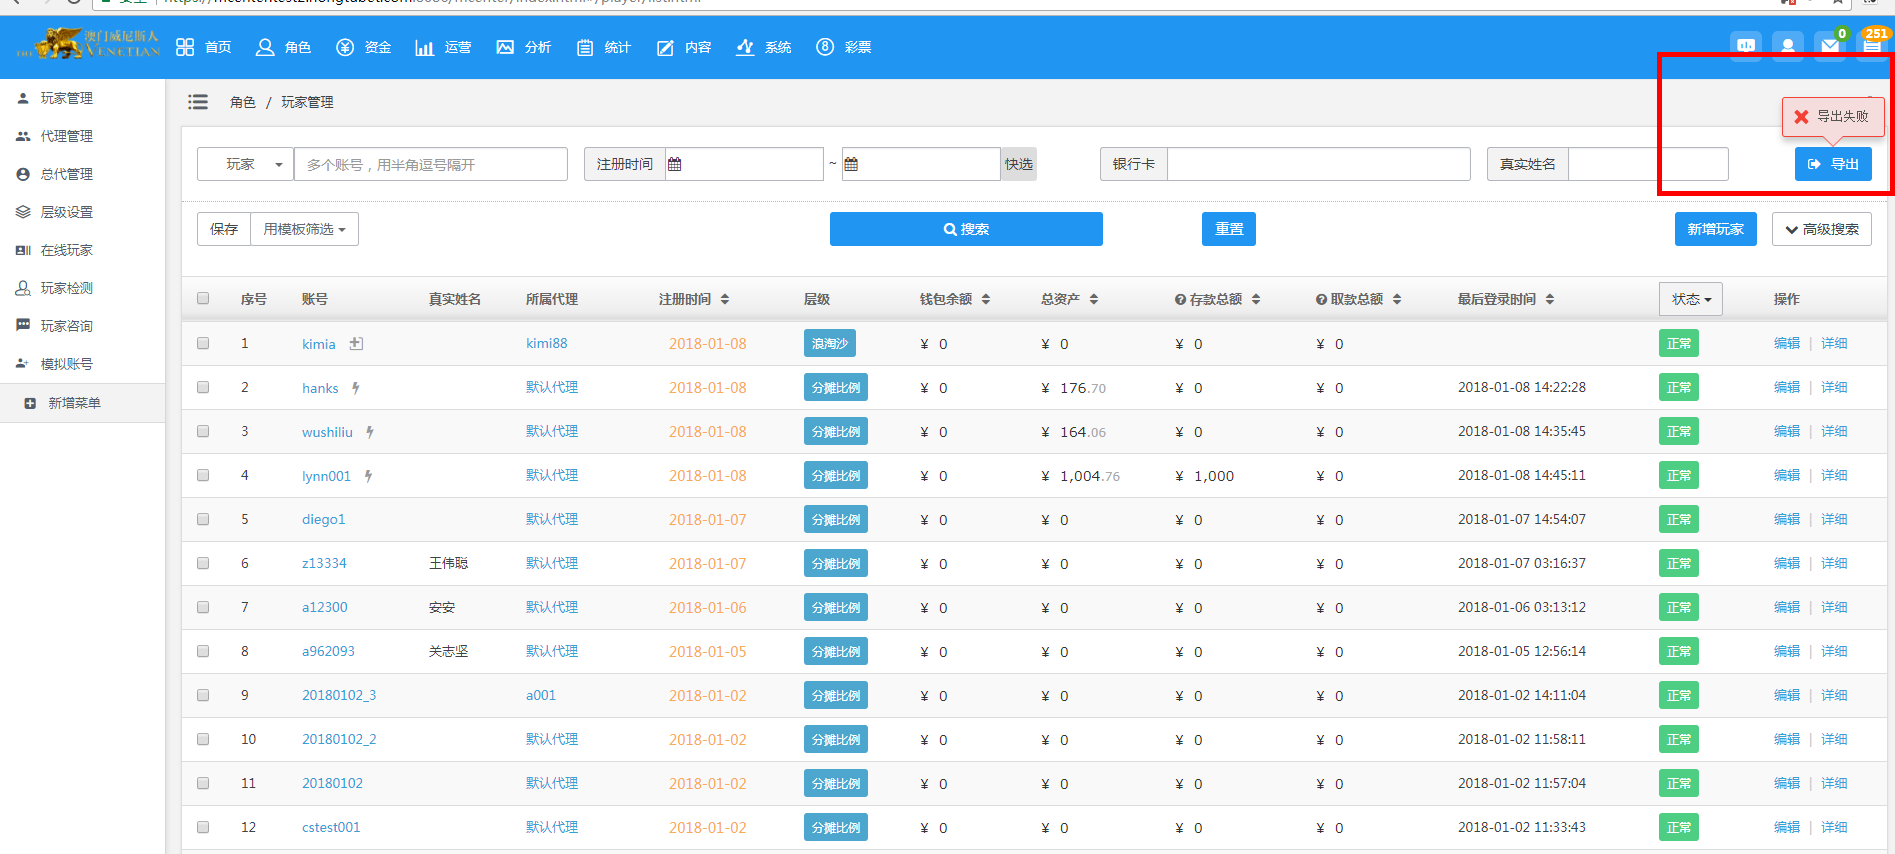 首页 角色 资金 运营 分析 统计 内容 系统 彩票 0 251
澳门威尼斯人
THE VENETIAN
玩家管理
代理管理
总代管理
层级设置
在线玩家
玩家检测
玩家咨询
模拟账号
新增菜单
角色 / 玩家管理
导出失败
玩家 多个账号，用半角逗号隔开 注册时间 ~ 快选 银行卡 真实姓名 导出
保存 用模板筛选 搜索 重置 新增玩家 高级搜索
序号 账号 真实姓名 所属代理 注册时间 层级 钱包余额 总资产 存款总额 取款总额 最后登录时间 状态 操作
1 kimia kimi88 2018-01-08 浪淘沙 ¥ 0 ¥ 0 ¥ 0 ¥ 0 正常 编辑 | 详细
2 hanks 默认代理 2018-01-08 分摊比例 ¥ 0 ¥ 176.70 ¥ 0 ¥ 0 2018-01-08 14:22:28 正常 编辑 | 详细
3 wushiliu 默认代理 2018-01-08 分摊比例 ¥ 0 ¥ 164.06 ¥ 0 ¥ 0 2018-01-08 14:35:45 正常 编辑 | 详细
4 lynn001 默认代理 2018-01-08 分摊比例 ¥ 0 ¥ 1,004.76 ¥ 1,000 ¥ 0 2018-01-08 14:45:11 正常 编辑 | 详细
5 diego1 默认代理 2018-01-07 分摊比例 ¥ 0 ¥ 0 ¥ 0 ¥ 0 2018-01-07 14:54:07 正常 编辑 | 详细
6 z13334 王伟聪 默认代理 2018-01-07 分摊比例 ¥ 0 ¥ 0 ¥ 0 ¥ 0 2018-01-07 03:16:37 正常 编辑 | 详细
7 a12300 安安 默认代理 2018-01-06 分摊比例 ¥ 0 ¥ 0 ¥ 0 ¥ 0 2018-01-06 03:13:12 正常 编辑 | 详细
8 a962093 关志坚 默认代理 2018-01-05 分摊比例 ¥ 0 ¥ 0 ¥ 0 ¥ 0 2018-01-05 12:56:14 正常 编辑 | 详细
9 20180102_3 a001 2018-01-02 分摊比例 ¥ 0 ¥ 0 ¥ 0 ¥ 0 2018-01-02 14:11:04 正常 编辑 | 详细
10 20180102_2 默认代理 2018-01-02 分摊比例 ¥ 0 ¥ 0 ¥ 0 ¥ 0 2018-01-02 11:58:11 正常 编辑 | 详细
11 20180102 默认代理 2018-01-02 分摊比例 ¥ 0 ¥ 0 ¥ 0 ¥ 0 2018-01-02 11:57:04 正常 编辑 | 详细
12 cstest001 默认代理 2018-01-02 分摊比例 ¥ 0 ¥ 0 ¥ 0 ¥ 0 2018-01-02 11:33:43 正常 编辑 | 详细